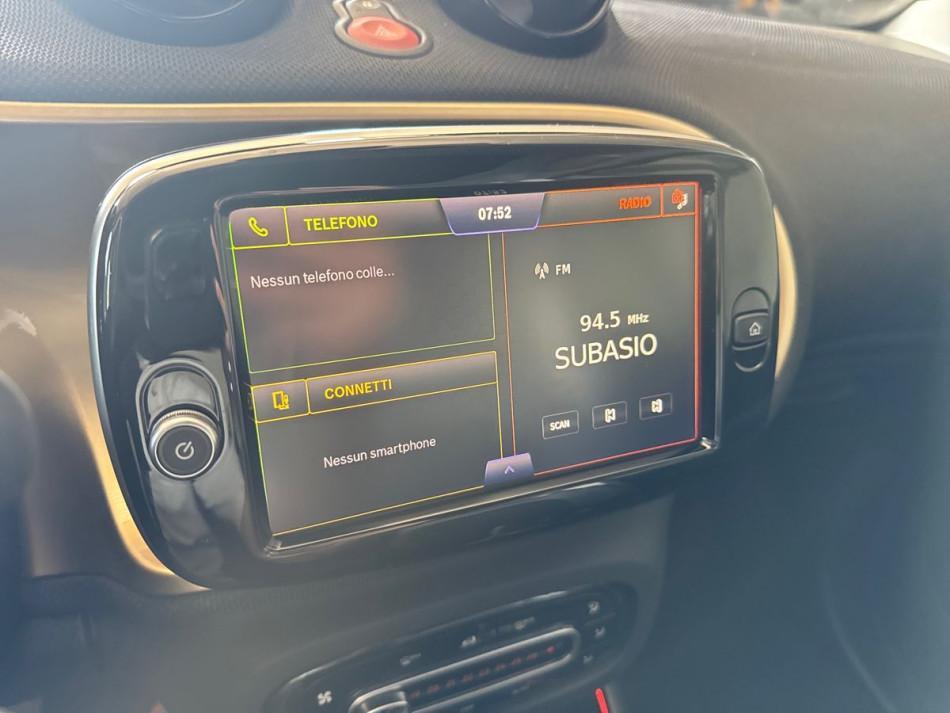 TELEFONO
07:52
RADIO
Nessun telefono colle...
FM
94.5 MHz
SUBASIO
CONNETTI
Nessun smartphone
SCAN